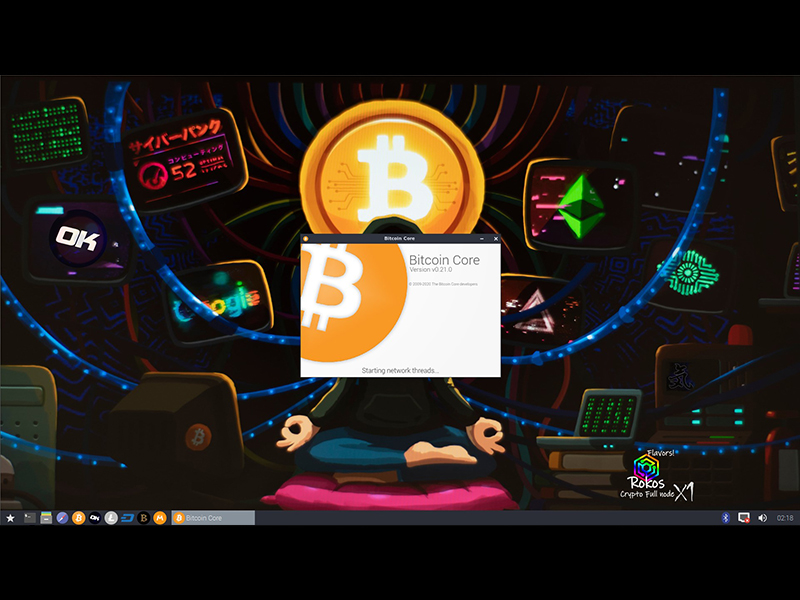 サイバーパンク
コンピューティング
52
OK
Google
Bitcoin Core
Bitcoin Core
Version v0.21.0
© 2009-2020 The Bitcoin Core developers
Starting network threads...
Flavors!
Rokos
Crypto Full node X1
Bitcoin Core
02:18